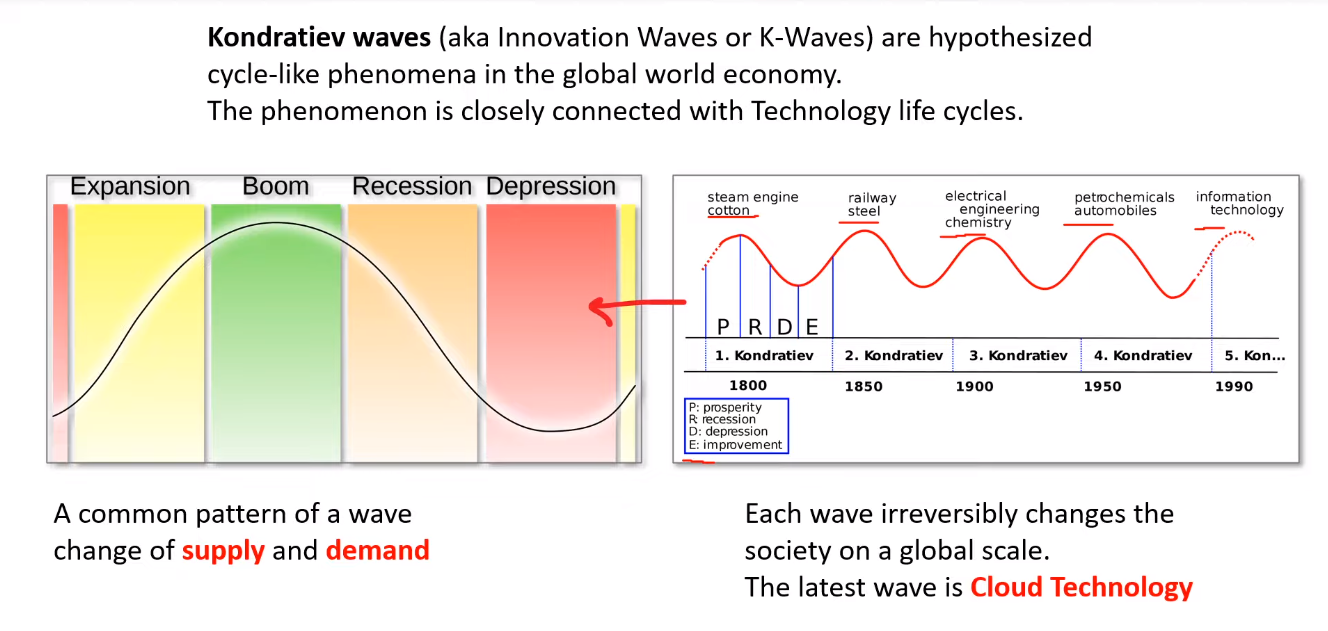 Kondratiev waves (aka Innovation Waves or K-Waves) are hypothesized
cycle-like phenomena in the global world economy.
The phenomenon is closely connected with Technology life cycles.
Expansion Boom Recession Depression
steam engine
cotton
railway
steel
electrical
engineering
chemistry
petrochemicals
automobiles
information
technology
P R D E
1. Kondratiev 2. Kondratiev 3. Kondratiev 4. Kondratiev 5. Kon...
1800 1850 1900 1950 1990
P: prosperity
R: recession
D: depression
E: improvement
A common pattern of a wave
change of supply and demand
Each wave irreversibly changes the
society on a global scale.
The latest wave is Cloud Technology